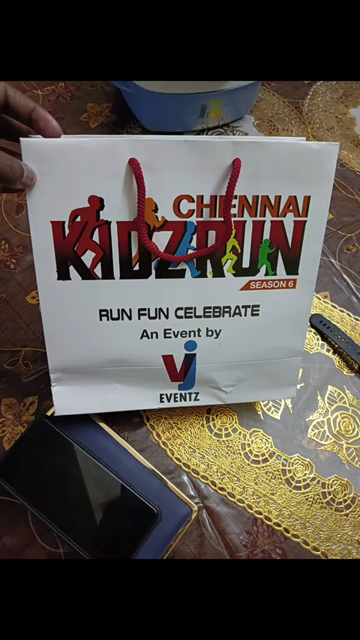 CHENNAI
KIDZRUN
SEASON 6
RUN FUN CELEBRATE
An Event by
vj
EVENTZ